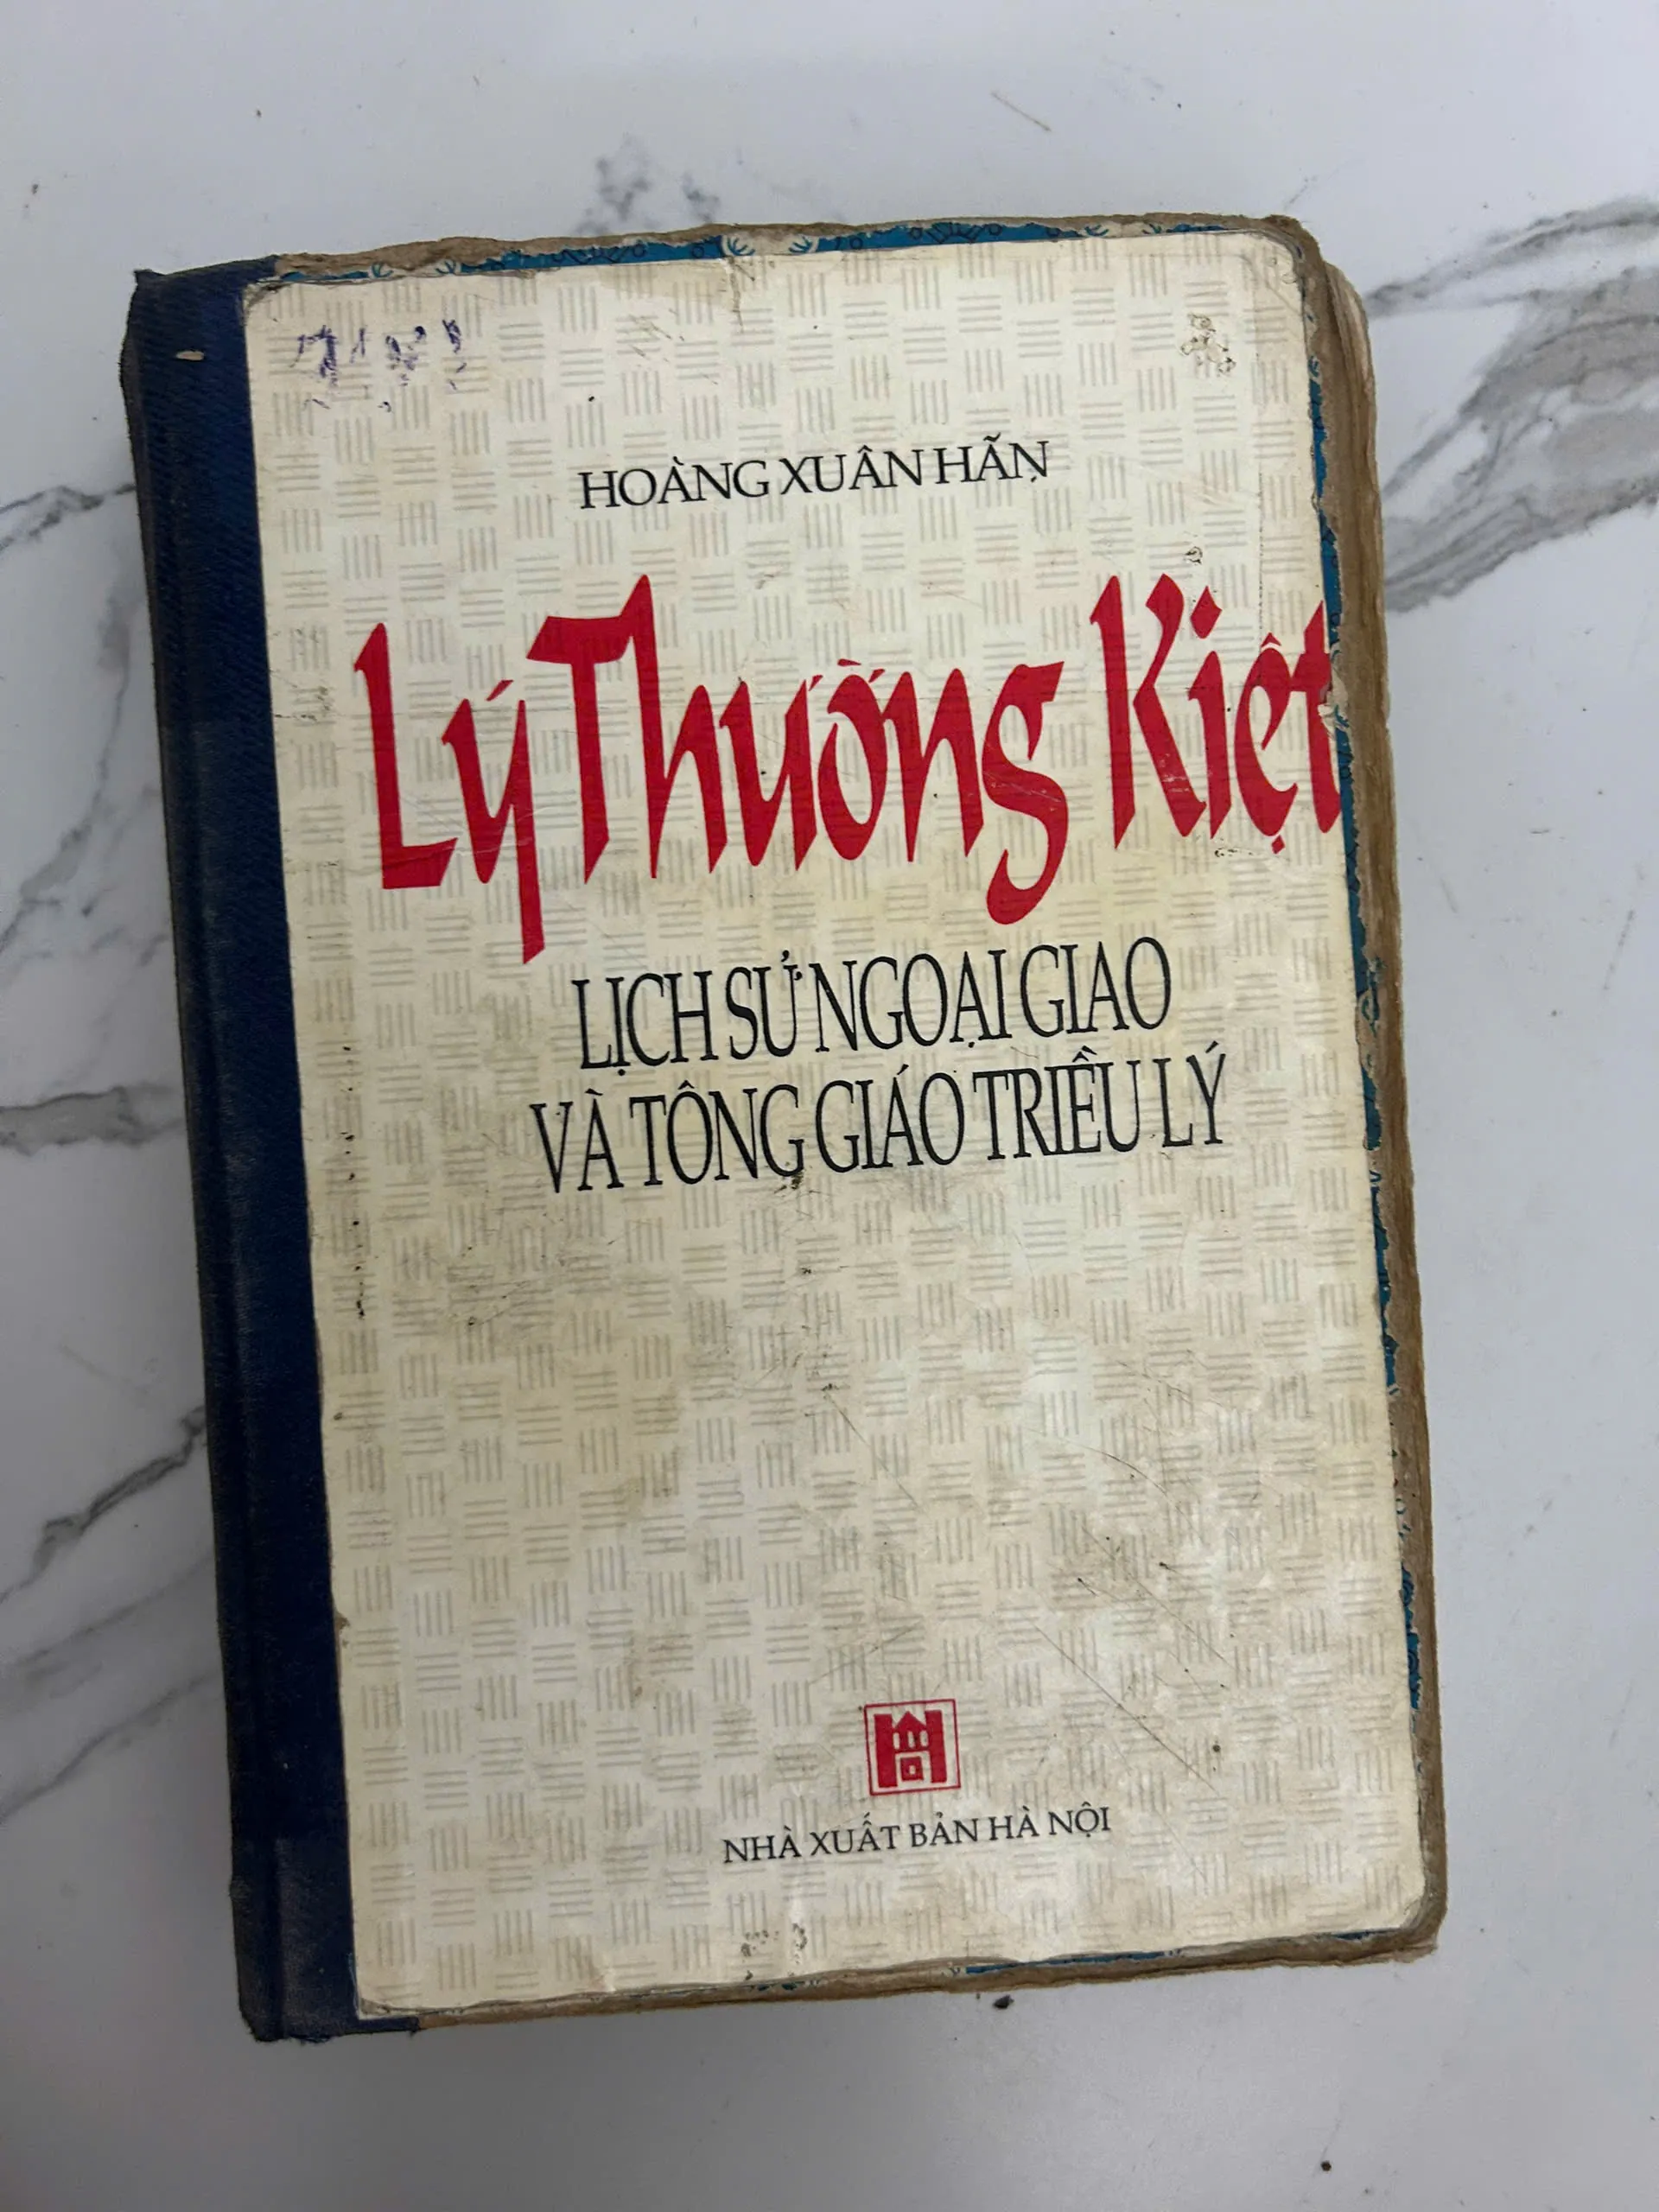 HOÀNG XUÂN HÃN
Lý Thường Kiệt
LỊCH SỬ NGOẠI GIAO
VÀ TÔNG GIÁO TRIỀU LÝ
NHÀ XUẤT BẢN HÀ NỘI